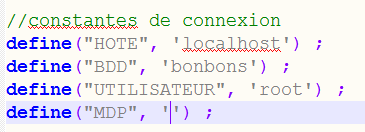 //constantes de connexion
define("HOTE", 'localhost') ;
define("BDD", 'bonbons') ;
define("UTILISATEUR", 'root') ;
define("MDP", '') ;